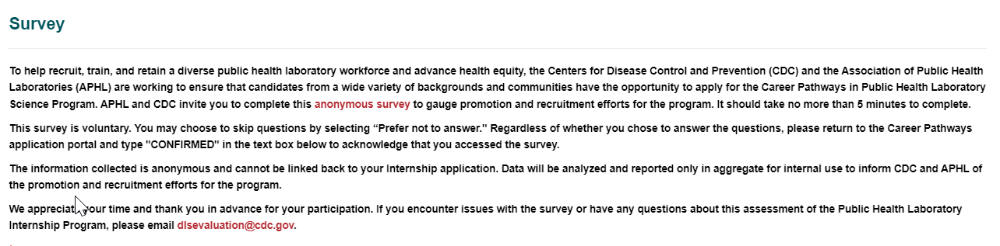 Survey
To help recruit, train, and retain a diverse public health laboratory workforce and advance health equity, the Centers for Disease Control and Prevention (CDC) and the Association of Public Health
Laboratories (APHL) are working to ensure that candidates from a wide variety of backgrounds and communities have the opportunity to apply for the Career Pathways in Public Health Laboratory
Science Program. APHL and CDC invite you to complete this anonymous survey to gauge promotion and recruitment efforts for the program. It should take no more than 5 minutes to complete.
This survey is voluntary. You may choose to skip questions by selecting “Prefer not to answer." Regardless of whether you chose to answer the questions, please return to the Career Pathways
application portal and type "CONFIRMED" in the text box below to acknowledge that you accessed the survey.
The information collected is anonymous and cannot be linked back to your Internship application. Data will be analyzed and reported only in aggregate for internal use to inform CDC and APHL of
the promotion and recruitment efforts for the program.
We appreciate your time and thank you in advance for your participation. If you encounter issues with the survey or have any questions about this assessment of the Public Health Laboratory
Internship Program, please email dlsevaluation@cdc.gov.